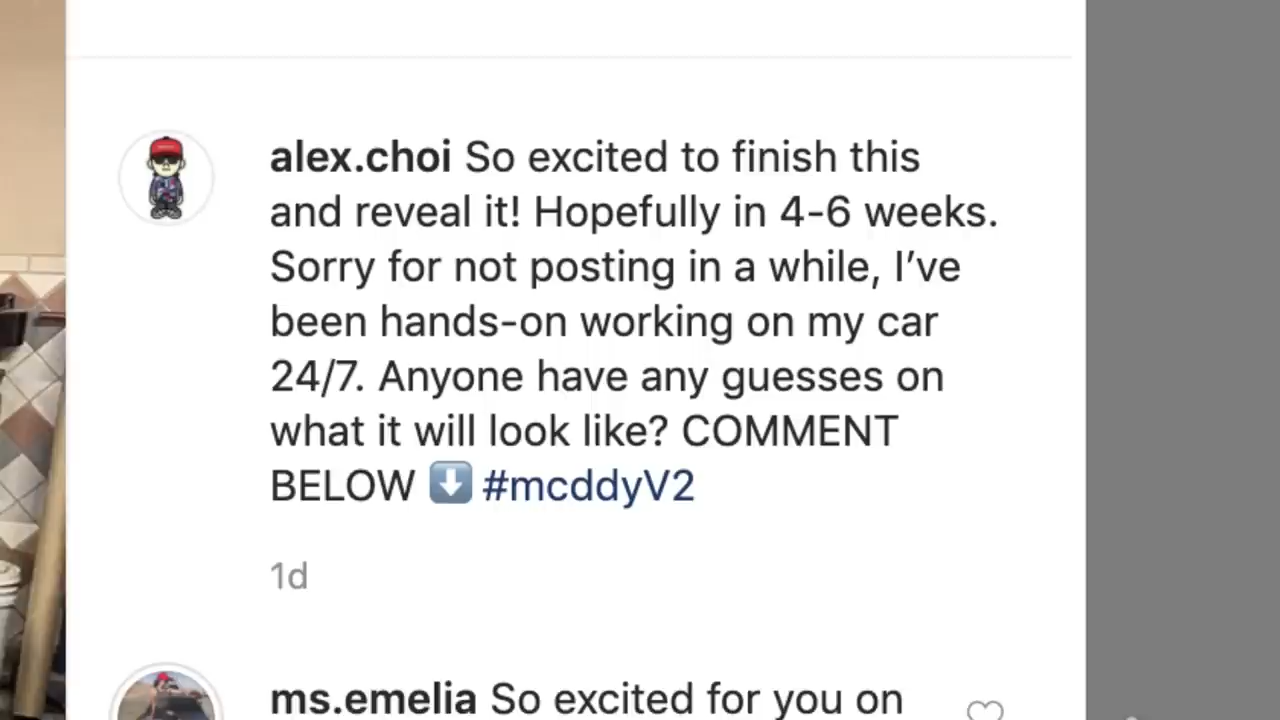 alex.choi So excited to finish this
and reveal it! Hopefully in 4-6 weeks.
Sorry for not posting in a while, I’ve
been hands-on working on my car
24/7. Anyone have any guesses on
what it will look like? COMMENT
BELOW ⬇️ #mcddyV2
1d
ms.emelia So excited for you on